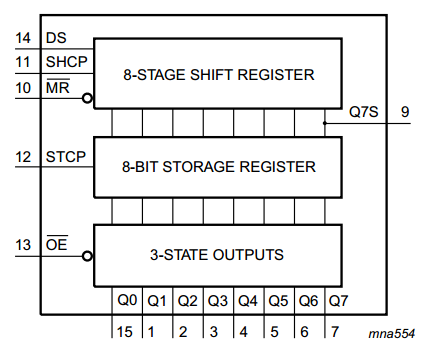 14 DS
11 SHCP
8-STAGE SHIFT REGISTER
10 M̅R̅
Q7S 9
12 STCP
8-BIT STORAGE REGISTER
13 O̅E̅
3-STATE OUTPUTS
Q0 Q1 Q2 Q3 Q4 Q5 Q6 Q7
15 1 2 3 4 5 6 7
mna554